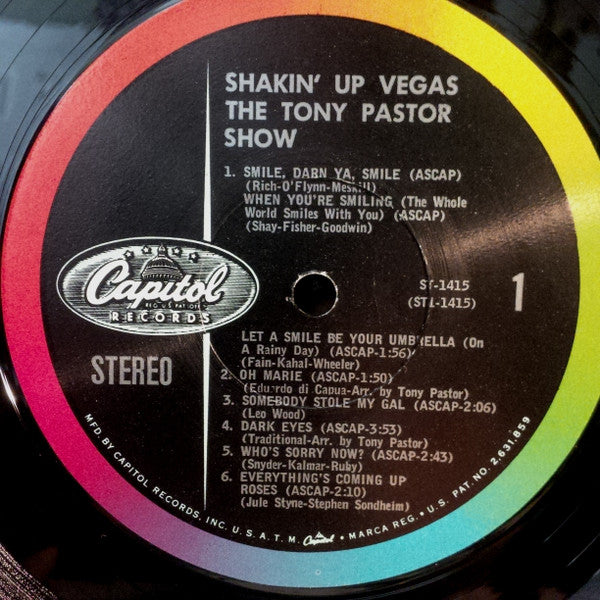 SHAKIN' UP VEGAS
THE TONY PASTOR
SHOW
1. SMILE, DARN YA, SMILE (ASCAP)
(Rich-O'Flynn-Meskill)
WHEN YOU'RE SMILING (The Whole
World Smiles With You) (ASCAP)
(Shay-Fisher-Goodwin)
Capitol
REG. U.S. PAT. OFF.
RECORDS
ST-1415
(ST1-1415)
1
STEREO
LET A SMILE BE YOUR UMBRELLA (On
A Rainy Day) (ASCAP-1:56)
(Fain-Kahal-Wheeler)
2. OH MARIE (ASCAP-1:50)
(Eduardo di Capua-Arr. by Tony Pastor)
3. SOMEBODY STOLE MY GAL (ASCAP-2:06)
(Leo Wood)
4. DARK EYES (ASCAP-3:53)
(Traditional-Arr. by Tony Pastor)
5. WHO'S SORRY NOW? (ASCAP-2:43)
(Snyder-Kalmar-Ruby)
6. EVERYTHING'S COMING UP
ROSES (ASCAP-2:10)
(Jule Styne-Stephen Sondheim)
MFD. BY CAPITOL RECORDS, INC. U.S.A. T.M. Capitol • MARCA REG. • U.S. PAT. NO. 2,631,859